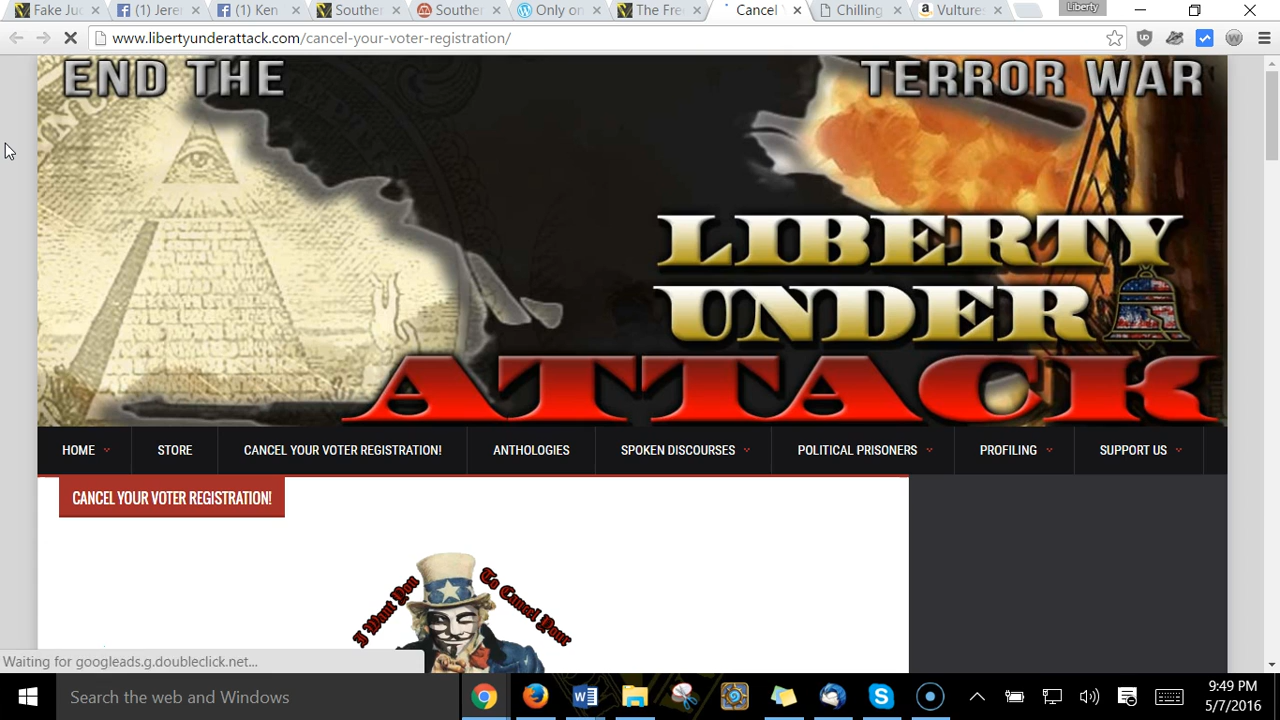 Fake Ju
(1) Jerem
(1) Ken
Souther
Souther
Only on
The Free
Cancel
Chilling
Vultures
Liberty
www.libertyunderattack.com/cancel-your-voter-registration/
END THE
TERROR WAR
LIBERTY
UNDER
ATTACK
HOME
STORE
CANCEL YOUR VOTER REGISTRATION!
ANTHOLOGIES
SPOKEN DISCOURSES
POLITICAL PRISONERS
PROFILING
SUPPORT US
CANCEL YOUR VOTER REGISTRATION!
I Want You
To Cancel Your
Waiting for googleads.g.doubleclick.net...
Search the web and Windows
9:49 PM
5/7/2016